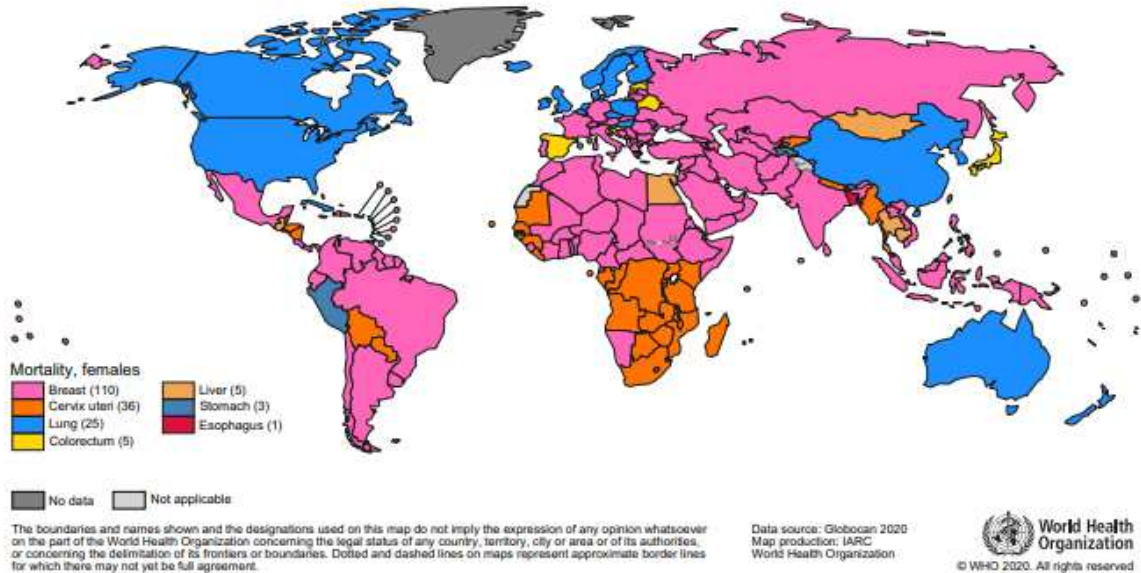 Mortality, females
Breast (110)
Cervix uteri (36)
Lung (25)
Colorectum (5)
Liver (5)
Stomach (3)
Esophagus (1)
No data
Not applicable
The boundaries and names shown and the designations used on this map do not imply the expression of any opinion whatsoever
on the part of the World Health Organization concerning the legal status of any country, territory, city or area or of its authorities,
or concerning the delimitation of its frontiers or boundaries. Dotted and dashed lines on maps represent approximate border lines
for which there may not yet be full agreement.
Data source: Globocan 2020
Map production: IARC
World Health Organization
World Health
Organization
© WHO 2020. All rights reserved